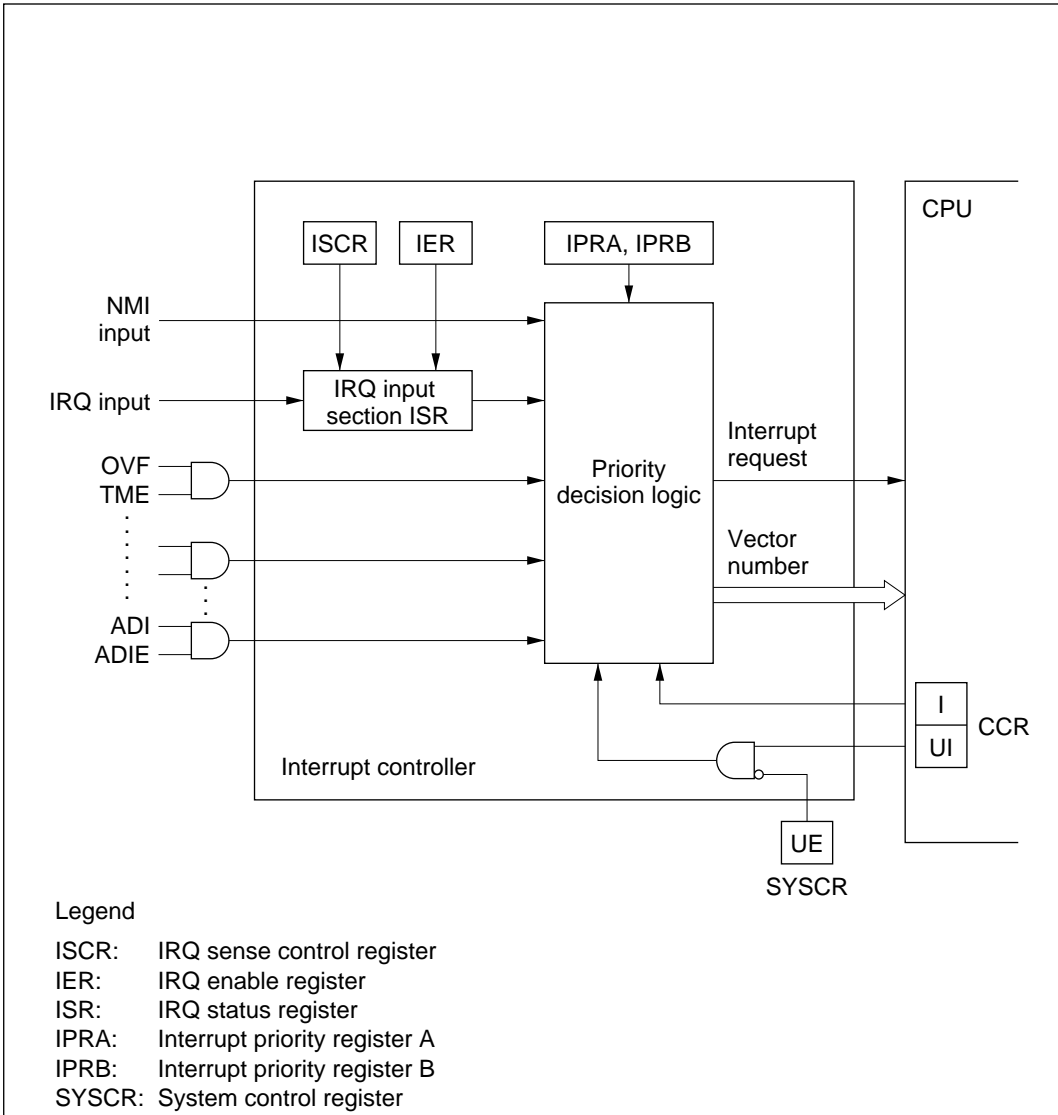 CPU
ISCR
IER
IPRA, IPRB
NMI
input
IRQ input
IRQ input
section ISR
OVF
TME
Priority
decision logic
Interrupt
request
Vector
number
ADI
ADIE
I
UI
CCR
Interrupt controller
UE
SYSCR
Legend
ISCR: IRQ sense control register
IER: IRQ enable register
ISR: IRQ status register
IPRA: Interrupt priority register A
IPRB: Interrupt priority register B
SYSCR: System control register